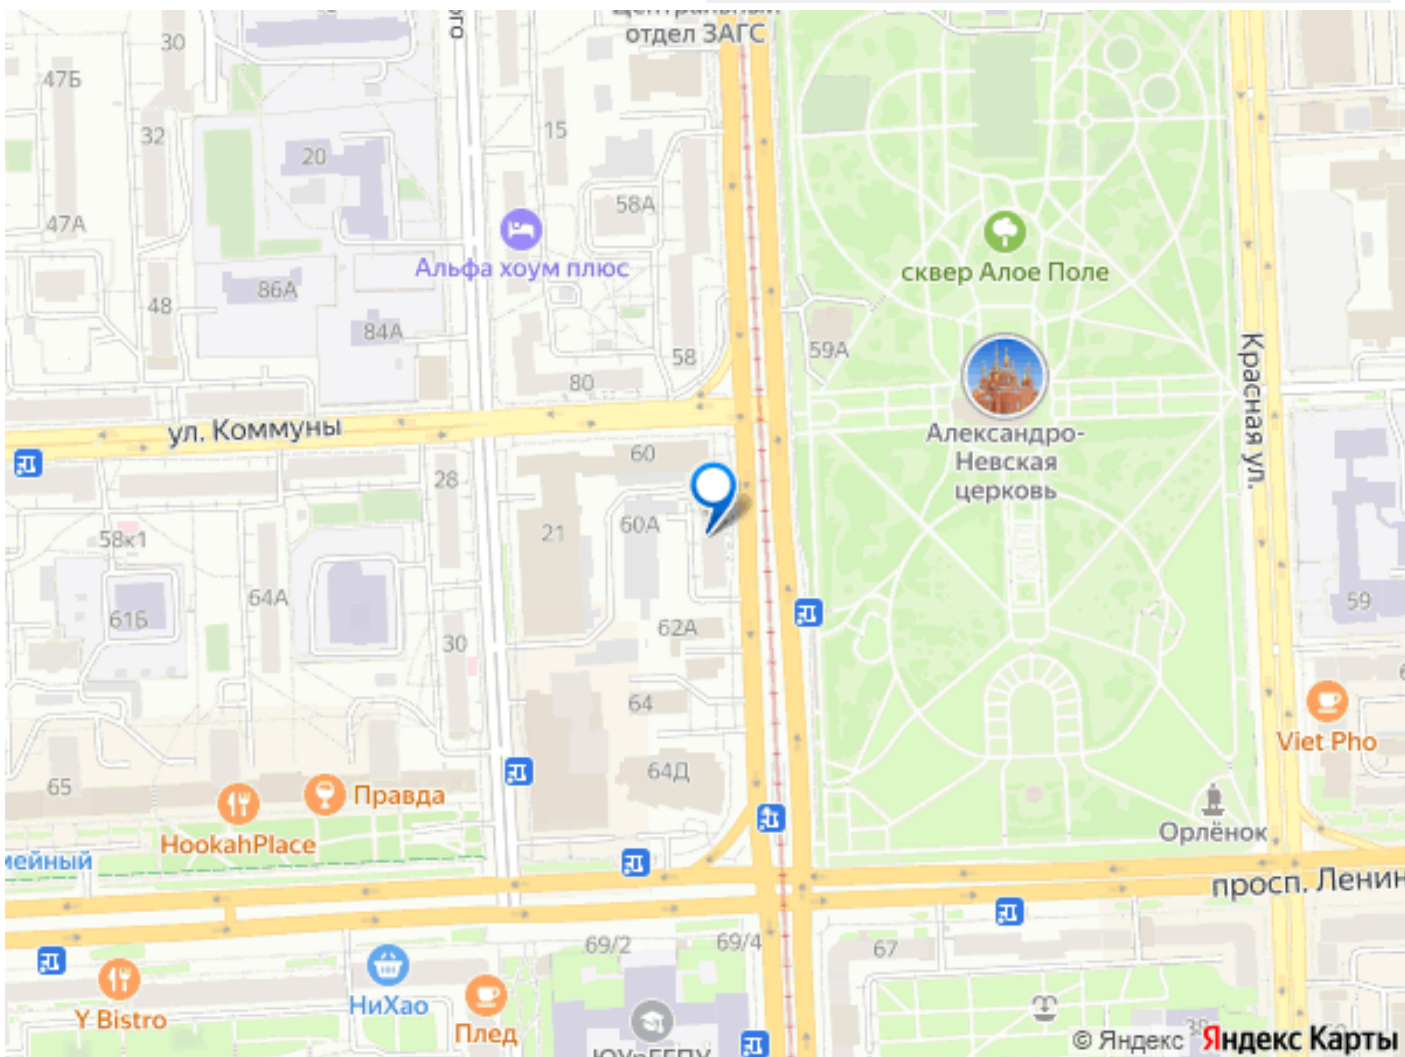 отдел ЗАГС
30
47Б
32
15
20
58А
47А
Альфа хоум плюс
сквер Алое Поле
86А
48
84А
58
59А
80
Красная ул.
ул. Коммуны
Александро-
Невская
церковь
60
28
21
60А
58к1
64А
61Б
59
62А
30
64
Viet Pho
64Д
65
Правда
HookahPlace
Орлёнок
мейный
просп. Ленин
69/2
69/4
67
НиХао
Y Bistro
Плед
© Яндекс
Яндекс Карты